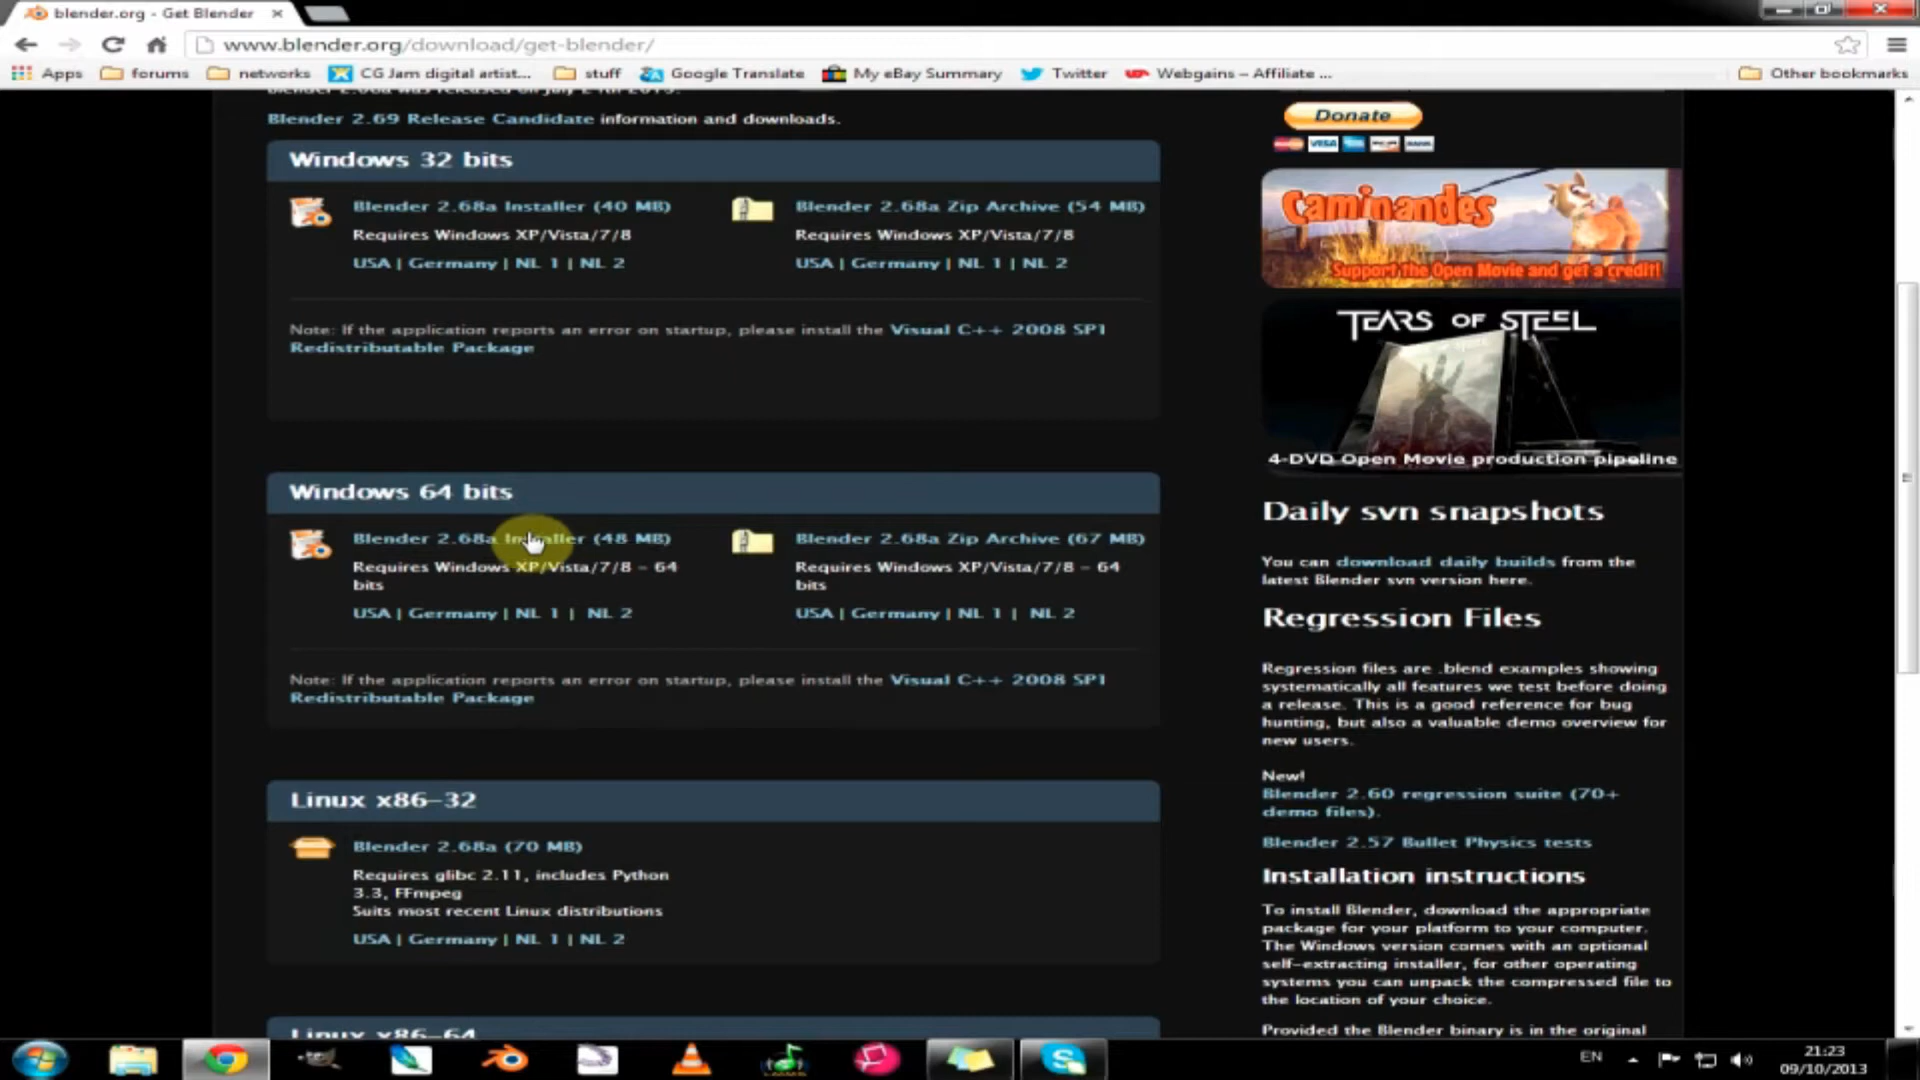 blender.org - Get Blender
www.blender.org/download/get-blender/
Apps forums networks CG Jam digital artist... stuff Google Translate My eBay Summary Twitter Webgains – Affiliate ... Other bookmarks
Blender 2.68a was released on July 24th 2013.
Blender 2.69 Release Candidate information and downloads.
Windows 32 bits
Blender 2.68a Installer (40 MB)
Requires Windows XP/Vista/7/8
USA | Germany | NL 1 | NL 2
Blender 2.68a Zip Archive (54 MB)
Requires Windows XP/Vista/7/8
USA | Germany | NL 1 | NL 2
Note: If the application reports an error on startup, please install the Visual C++ 2008 SP1
Redistributable Package
Windows 64 bits
Blender 2.68a Installer (48 MB)
Requires Windows XP/Vista/7/8 - 64
bits
USA | Germany | NL 1 | NL 2
Blender 2.68a Zip Archive (67 MB)
Requires Windows XP/Vista/7/8 - 64
bits
USA | Germany | NL 1 | NL 2
Note: If the application reports an error on startup, please install the Visual C++ 2008 SP1
Redistributable Package
Linux x86-32
Blender 2.68a (70 MB)
Requires glibc 2.11, includes Python
3.3, FFmpeg
Suits most recent Linux distributions
USA | Germany | NL 1 | NL 2
Linux x86-64
Donate
VISA
Caminandes
Support the Open Movie and get a credit!
TEARS OF STEEL
4-DVD Open Movie production pipeline
Daily svn snapshots
You can download daily builds from the
latest Blender svn version here.
Regression Files
Regression files are .blend examples showing
systematically all features we test before doing
a release. This is a good reference for bug
hunting, but also a valuable demo overview for
new users.
New!
Blender 2.60 regression suite (70+
demo files).
Blender 2.57 Bullet Physics tests
Installation instructions
To install Blender, download the appropriate
package for your platform to your computer.
The Windows version comes with an optional
self-extracting installer, for other operating
systems you can unpack the compressed file to
the location of your choice.
Provided the Blender binary is in the original
EN
21:23
09/10/2013